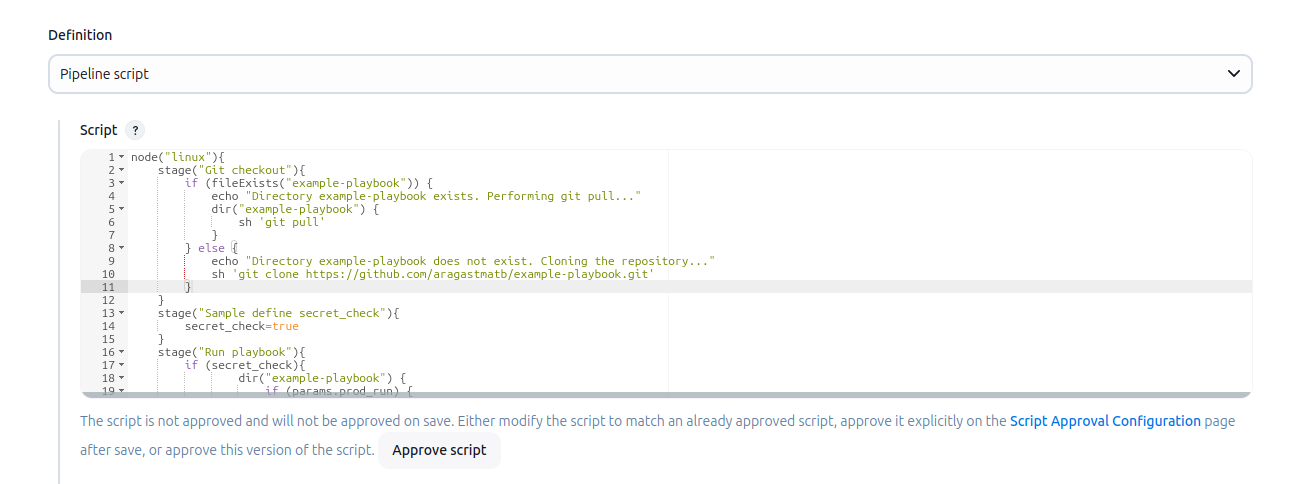 Definition
Pipeline script
Script ?
1 node("linux"){
2     stage("Git checkout"){
3         if (fileExists("example-playbook")) {
4             echo "Directory example-playbook exists. Performing git pull..."
5             dir("example-playbook") {
6                 sh 'git pull'
7             }
8         } else {
9             echo "Directory example-playbook does not exist. Cloning the repository..."
10             sh 'git clone https://github.com/aragastmatb/example-playbook.git'
11         }
12     }
13     stage("Sample define secret_check"){
14         secret_check=true
15     }
16     stage("Run playbook"){
17         if (secret_check){
18                 dir("example-playbook") {
19                     if (params.prod_run) {
The script is not approved and will not be approved on save. Either modify the script to match an already approved script, approve it explicitly on the Script Approval Configuration page
after save, or approve this version of the script. Approve script